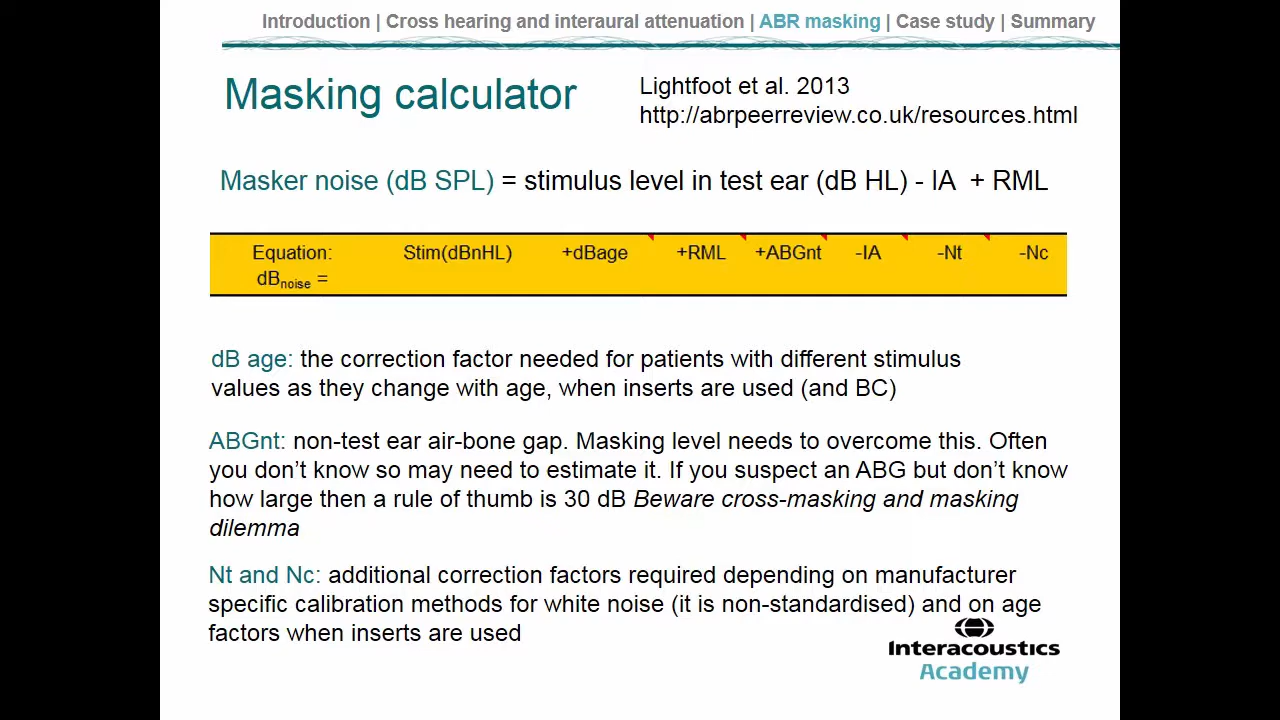 Introduction | Cross hearing and interaural attenuation | ABR masking | Case study | Summary
Masking calculator
Lightfoot et al. 2013
http://abrpeerreview.co.uk/resources.html
Masker noise (dB SPL) = stimulus level in test ear (dB HL) - IA + RML
Equation: Stim(dBnHL) +dBage +RML +ABGnt -IA -Nt -Nc
dBnoise =
dB age: the correction factor needed for patients with different stimulus
values as they change with age, when inserts are used (and BC)
ABGnt: non-test ear air-bone gap. Masking level needs to overcome this. Often
you don’t know so may need to estimate it. If you suspect an ABG but don’t know
how large then a rule of thumb is 30 dB Beware cross-masking and masking
dilemma
Nt and Nc: additional correction factors required depending on manufacturer
specific calibration methods for white noise (it is non-standardised) and on age
factors when inserts are used
Interacoustics
Academy